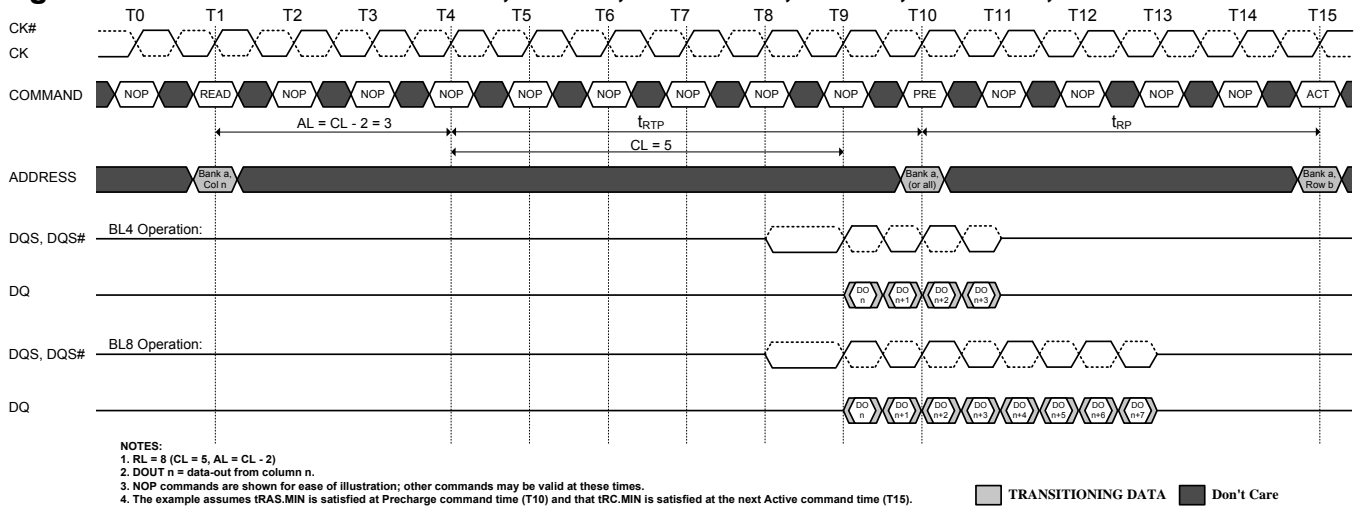 T0 T1 T2 T3 T4 T5 T6 T7 T8 T9 T10 T11 T12 T13 T14 T15
CK#
CK
COMMAND NOP READ NOP NOP NOP NOP NOP NOP NOP NOP PRE NOP NOP NOP NOP ACT
AL = CL - 2 = 3 tRTP tRP
CL = 5
ADDRESS Bank a, Col n Bank a, (or all) Bank a, Row b
BL4 Operation:
DQS, DQS#
DQ DO n DO n+1 DO n+2 DO n+3
BL8 Operation:
DQS, DQS#
DQ DO n DO n+1 DO n+2 DO n+3 DO n+4 DO n+5 DO n+6 DO n+7
NOTES:
1. RL = 8 (CL = 5, AL = CL - 2)
2. DOUT n = data-out from column n.
3. NOP commands are shown for ease of illustration; other commands may be valid at these times.
4. The example assumes tRAS.MIN is satisfied at Precharge command time (T10) and that tRC.MIN is satisfied at the next Active command time (T15).
TRANSITIONING DATA Don't Care